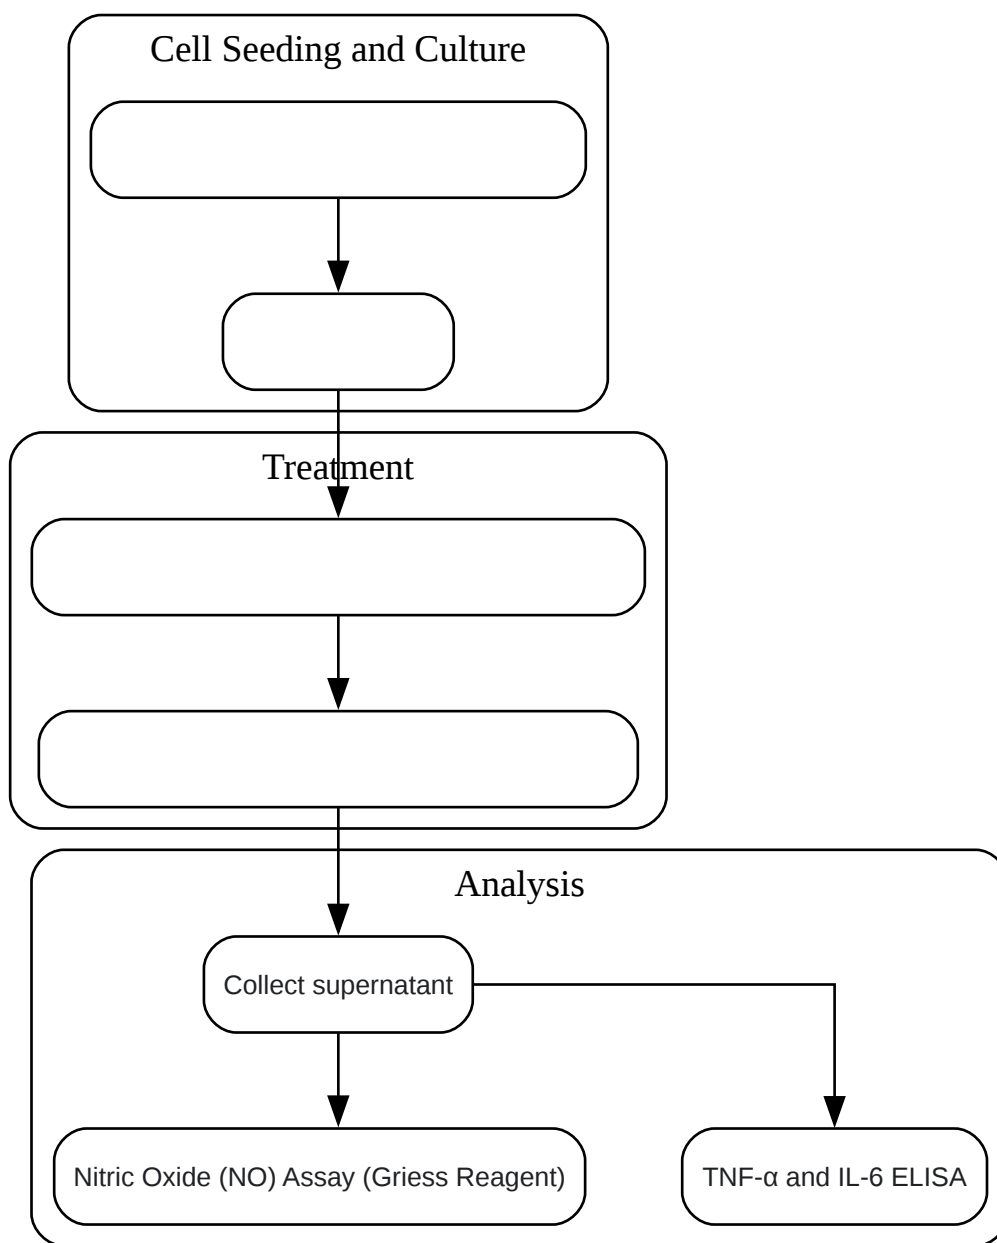 Cell Seeding and Culture
Treatment
Analysis
Collect supernatant
Nitric Oxide (NO) Assay (Griess Reagent)
TNF-α and IL-6 ELISA